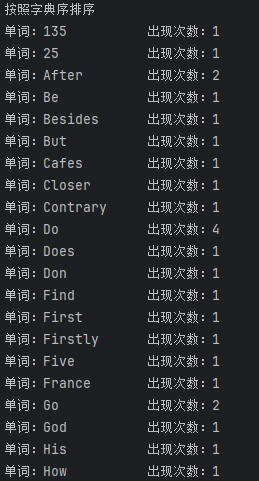 按照字典序排序
单词: 135 出现次数: 1
单词: 25 出现次数: 1
单词: After 出现次数: 2
单词: Be 出现次数: 1
单词: Besides 出现次数: 1
单词: But 出现次数: 1
单词: Cafes 出现次数: 1
单词: Closer 出现次数: 1
单词: Contrary 出现次数: 1
单词: Do 出现次数: 4
单词: Does 出现次数: 1
单词: Don 出现次数: 1
单词: Find 出现次数: 1
单词: First 出现次数: 1
单词: Firstly 出现次数: 1
单词: Five 出现次数: 1
单词: France 出现次数: 1
单词: Go 出现次数: 2
单词: God 出现次数: 1
单词: His 出现次数: 1
单词: How 出现次数: 1